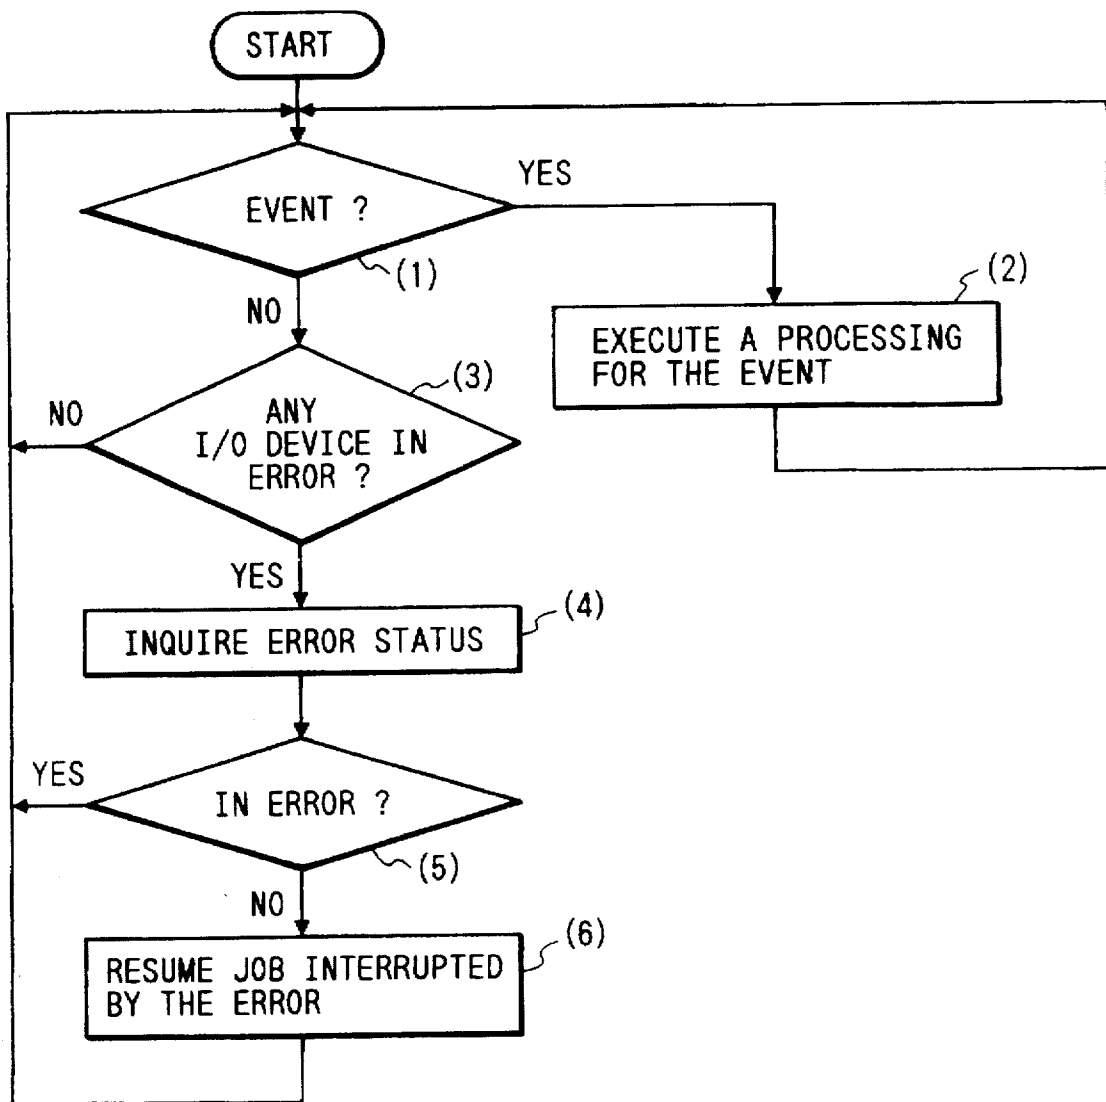 START
EVENT ?
YES
(1)
(2)
NO
EXECUTE A PROCESSING
FOR THE EVENT
(3)
NO
ANY
I/O DEVICE IN
ERROR ?
YES
(4)
INQUIRE ERROR STATUS
YES
IN ERROR ?
(5)
NO
(6)
RESUME JOB INTERRUPTED
BY THE ERROR